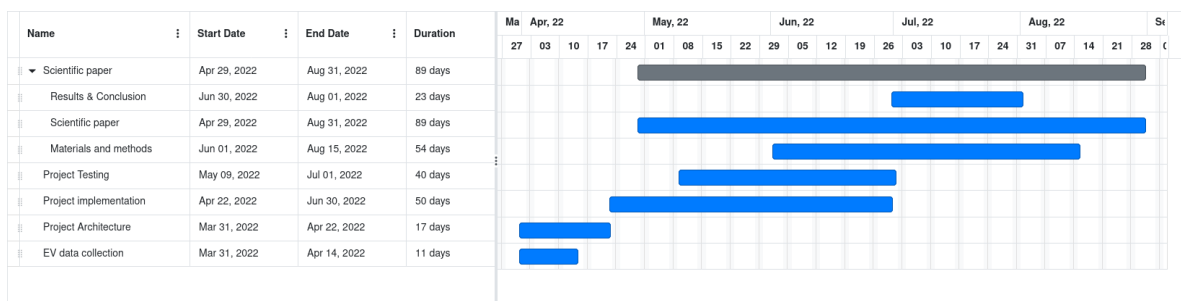 Name Start Date End Date Duration
Scientific paper Apr 29, 2022 Aug 31, 2022 89 days
Results & Conclusion Jun 30, 2022 Aug 01, 2022 23 days
Scientific paper Apr 29, 2022 Aug 31, 2022 89 days
Materials and methods Jun 01, 2022 Aug 15, 2022 54 days
Project Testing May 09, 2022 Jul 01, 2022 40 days
Project implementation Apr 22, 2022 Jun 30, 2022 50 days
Project Architecture Mar 31, 2022 Apr 22, 2022 17 days
EV data collection Mar 31, 2022 Apr 14, 2022 11 days
Ma Apr, 22 May, 22 Jun, 22 Jul, 22 Aug, 22
27 03 10 17 24 01 08 15 22 29 05 12 19 26 03 10 17 24 31 07 14 21 28